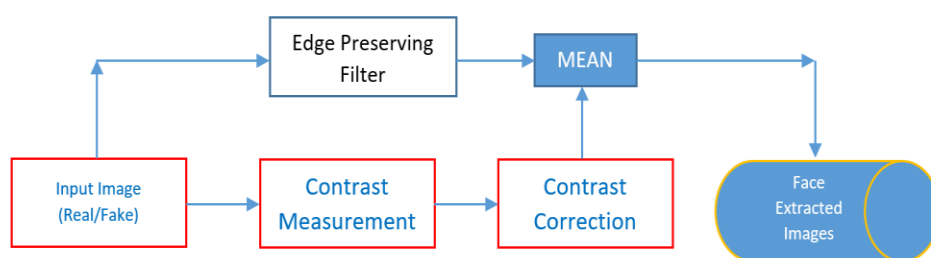 Edge Preserving
Filter
MEAN
Input Image
(Real/Fake)
Contrast
Measurement
Contrast
Correction
Face
Extracted
Images